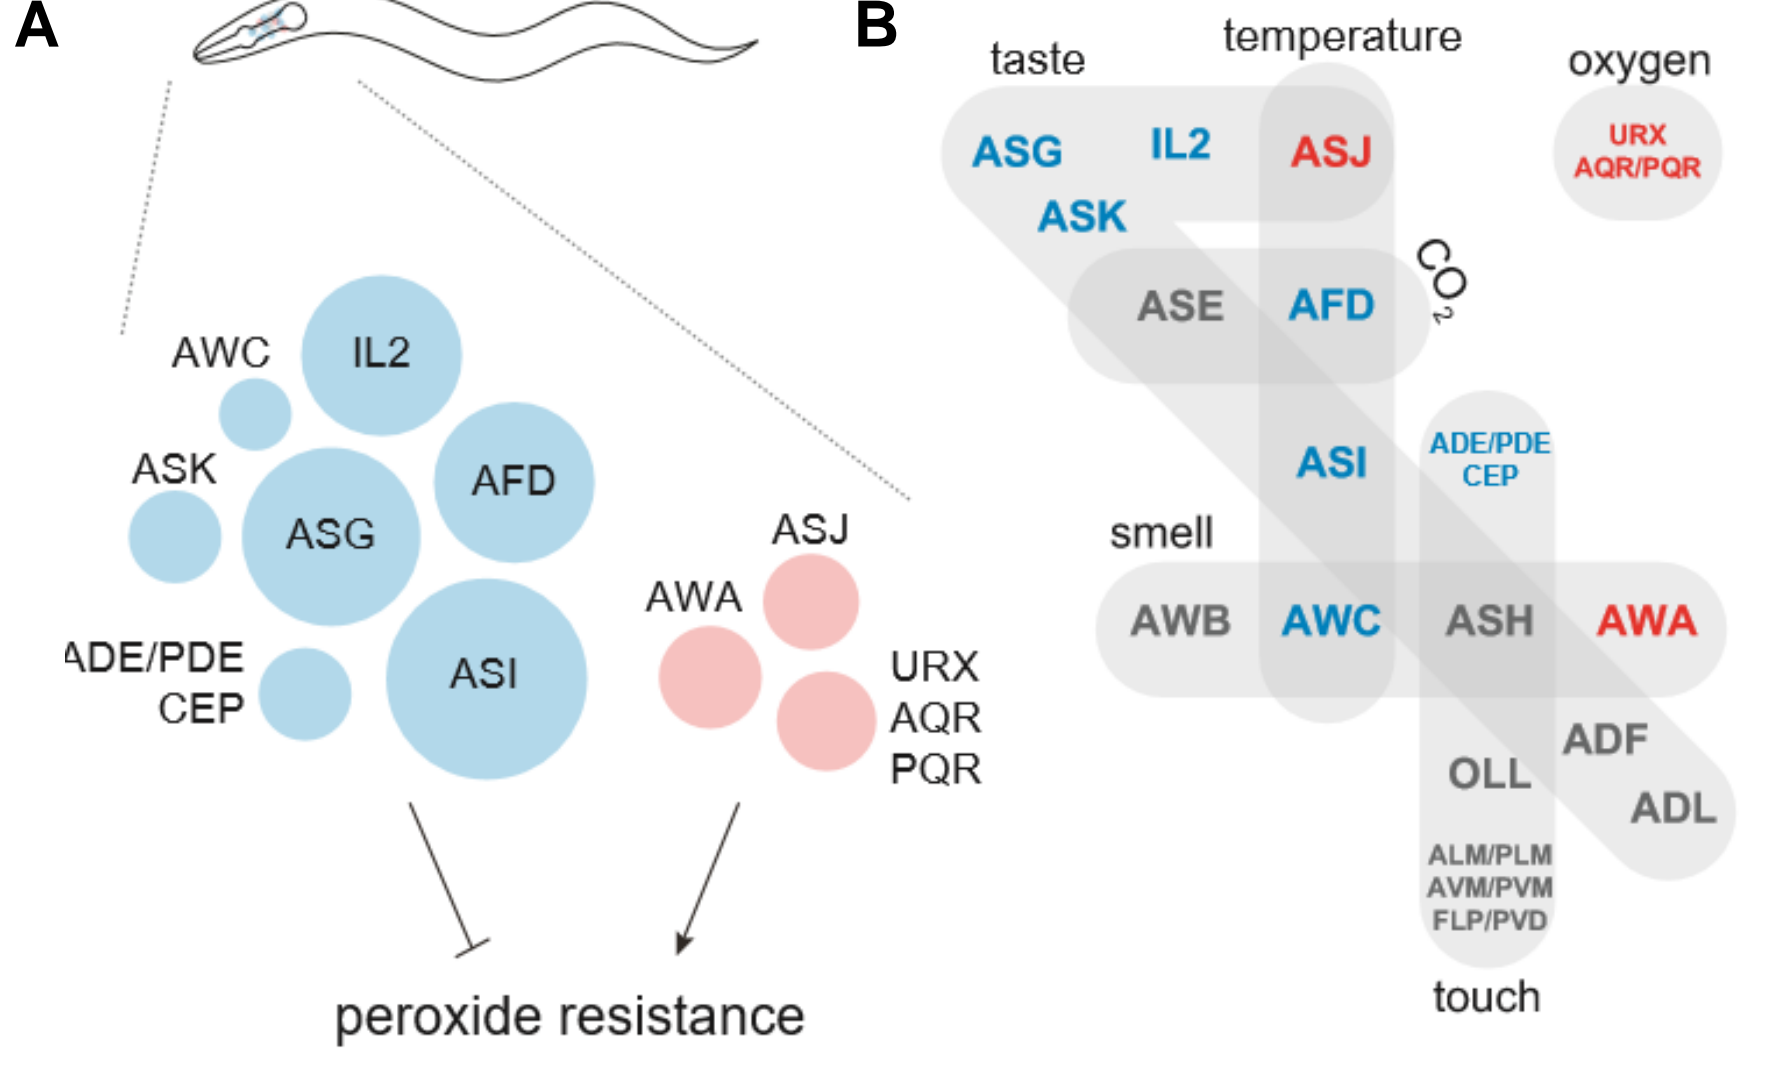 A
AWC
IL2
ASK
AFD
ASG
ADE/PDE
CEP
ASI
ASJ
AWA
URX
AQR
PQR
peroxide resistance
B
taste
temperature
oxygen
ASG
IL2
ASJ
URX
AQR/PQR
ASK
CO2
ASE
AFD
ASI
ADE/PDE
CEP
smell
AWB
AWC
ASH
AWA
ADF
OLL
ADL
ALM/PLM
AVM/PVM
FLP/PVD
touch